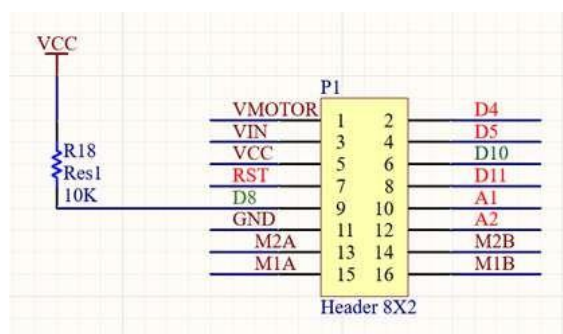 VCC
P1
VMOTOR 1 2 D4
VIN 3 4 D5
R18 VCC 5 6 D10
Res1 RST 7 8 D11
10K D8 9 10 A1
GND 11 12 A2
M2A 13 14 M2B
M1A 15 16 M1B
Header 8X2